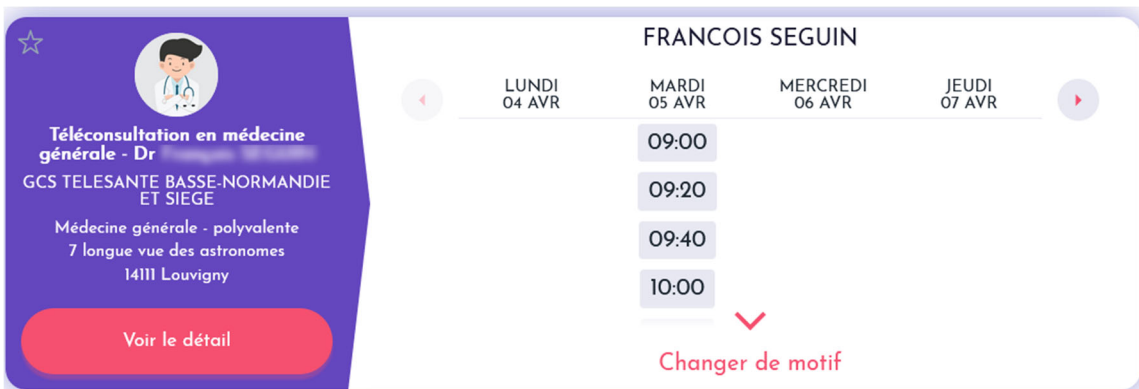 Téléconsultation en médecine
générale - Dr
GCS TELESANTE BASSE-NORMANDIE
ET SIEGE
Médecine générale - polyvalente
7 longue vue des astronomes
14111 Louvigny
Voir le détail
FRANCOIS SEGUIN
LUNDI MARDI MERCREDI JEUDI
04 AVR 05 AVR 06 AVR 07 AVR
09:00
09:20
09:40
10:00
Changer de motif